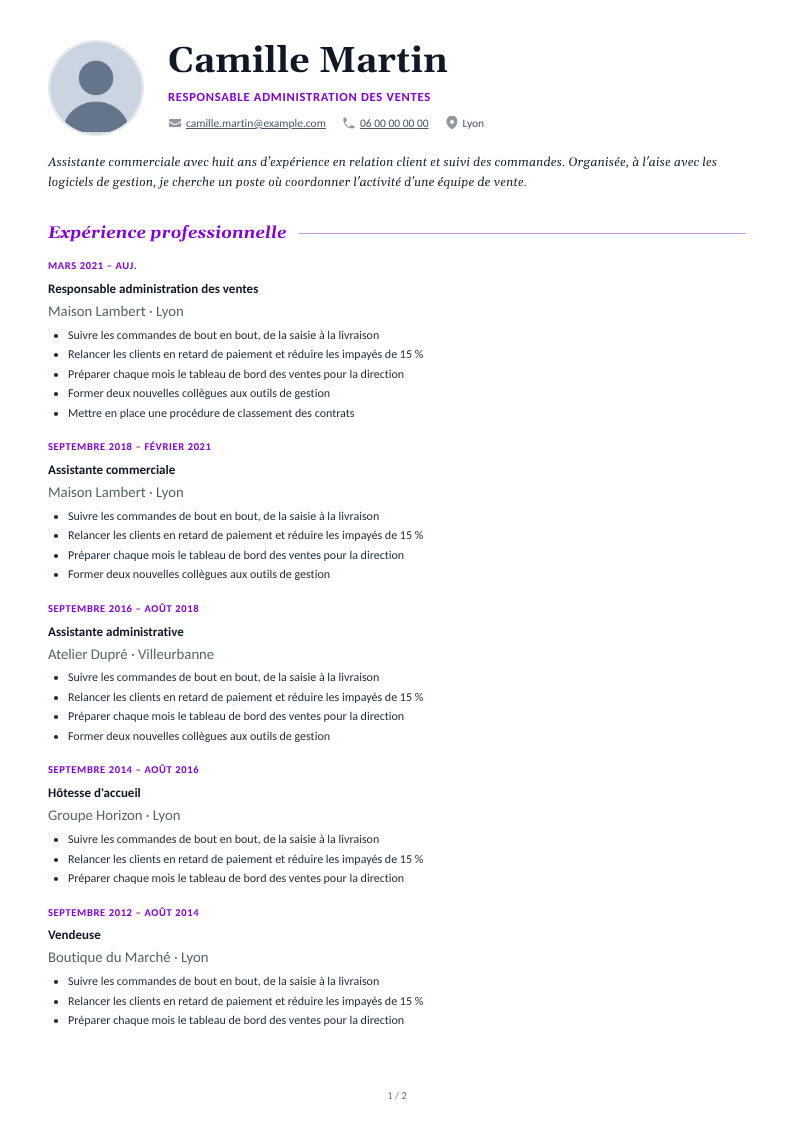 Camille Martin
RESPONSABLE ADMINISTRATION DES VENTES
camille.martin@example.com 06 00 00 00 00 Lyon
Assistante commerciale avec huit ans d'expérience en relation client et suivi des commandes. Organisée, à l'aise avec les
logiciels de gestion, je cherche un poste où coordonner l'activité d'une équipe de vente.
Expérience professionnelle
MARS 2021 – AUJ.
Responsable administration des ventes
Maison Lambert · Lyon
• Suivre les commandes de bout en bout, de la saisie à la livraison
• Relancer les clients en retard de paiement et réduire les impayés de 15 %
• Préparer chaque mois le tableau de bord des ventes pour la direction
• Former deux nouvelles collègues aux outils de gestion
• Mettre en place une procédure de classement des contrats
SEPTEMBRE 2018 – FÉVRIER 2021
Assistante commerciale
Maison Lambert · Lyon
• Suivre les commandes de bout en bout, de la saisie à la livraison
• Relancer les clients en retard de paiement et réduire les impayés de 15 %
• Préparer chaque mois le tableau de bord des ventes pour la direction
• Former deux nouvelles collègues aux outils de gestion
SEPTEMBRE 2016 – AOÛT 2018
Assistante administrative
Atelier Dupré · Villeurbanne
• Suivre les commandes de bout en bout, de la saisie à la livraison
• Relancer les clients en retard de paiement et réduire les impayés de 15 %
• Préparer chaque mois le tableau de bord des ventes pour la direction
• Former deux nouvelles collègues aux outils de gestion
SEPTEMBRE 2014 – AOÛT 2016
Hôtesse d'accueil
Groupe Horizon · Lyon
• Suivre les commandes de bout en bout, de la saisie à la livraison
• Relancer les clients en retard de paiement et réduire les impayés de 15 %
• Préparer chaque mois le tableau de bord des ventes pour la direction
SEPTEMBRE 2012 – AOÛT 2014
Vendeuse
Boutique du Marché · Lyon
• Suivre les commandes de bout en bout, de la saisie à la livraison
• Relancer les clients en retard de paiement et réduire les impayés de 15 %
• Préparer chaque mois le tableau de bord des ventes pour la direction
1 / 2